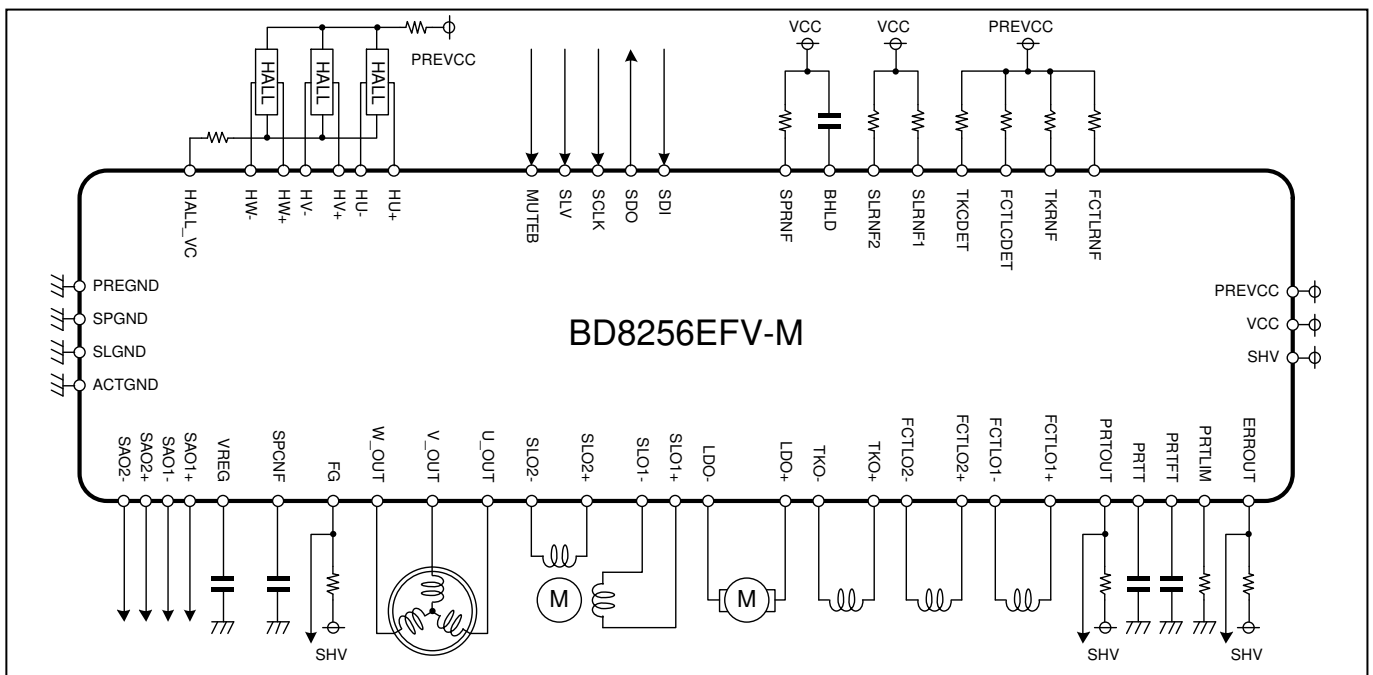 VCC
VCC
PREVCC
PREVCC
HALL
HALL
HALL
HALL_VC
HW-
HW+
HV-
HV+
HU-
HU+
MUTEB
SLV
SCLK
SDO
SDI
SPRNF
BHLD
SLRNF2
SLRNF1
TKCDET
FCTLCDET
TKRNF
FCTLRNF
PREGND
SPGND
SLGND
ACTGND
BD8256EFV-M
PREVCC
VCC
SHV
SAO2-
SAO2+
SAO1-
SAO1+
VREG
SPCNF
FG
W_OUT
V_OUT
U_OUT
SLO2-
SLO2+
SLO1-
SLO1+
LDO-
LDO+
TKO-
TKO+
FCTLO2-
FCTLO2+
FCTLO1-
FCTLO1+
PRTOUT
PRTT
PRTFT
PRTLIM
ERROUT
M
M
SHV
SHV
SHV